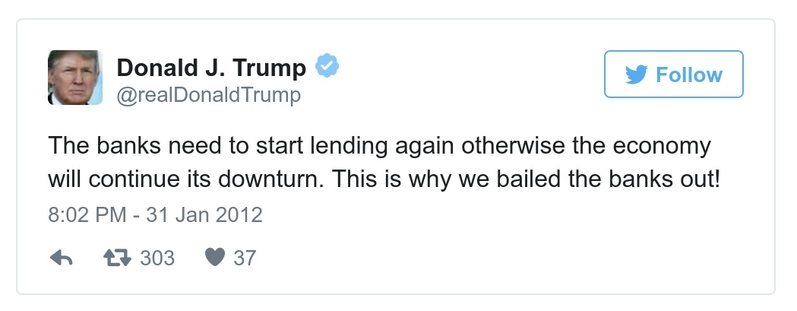 Donald J. Trump
@realDonaldTrump
Follow
The banks need to start lending again otherwise the economy
will continue its downturn. This is why we bailed the banks out!
8:02 PM - 31 Jan 2012
303 37